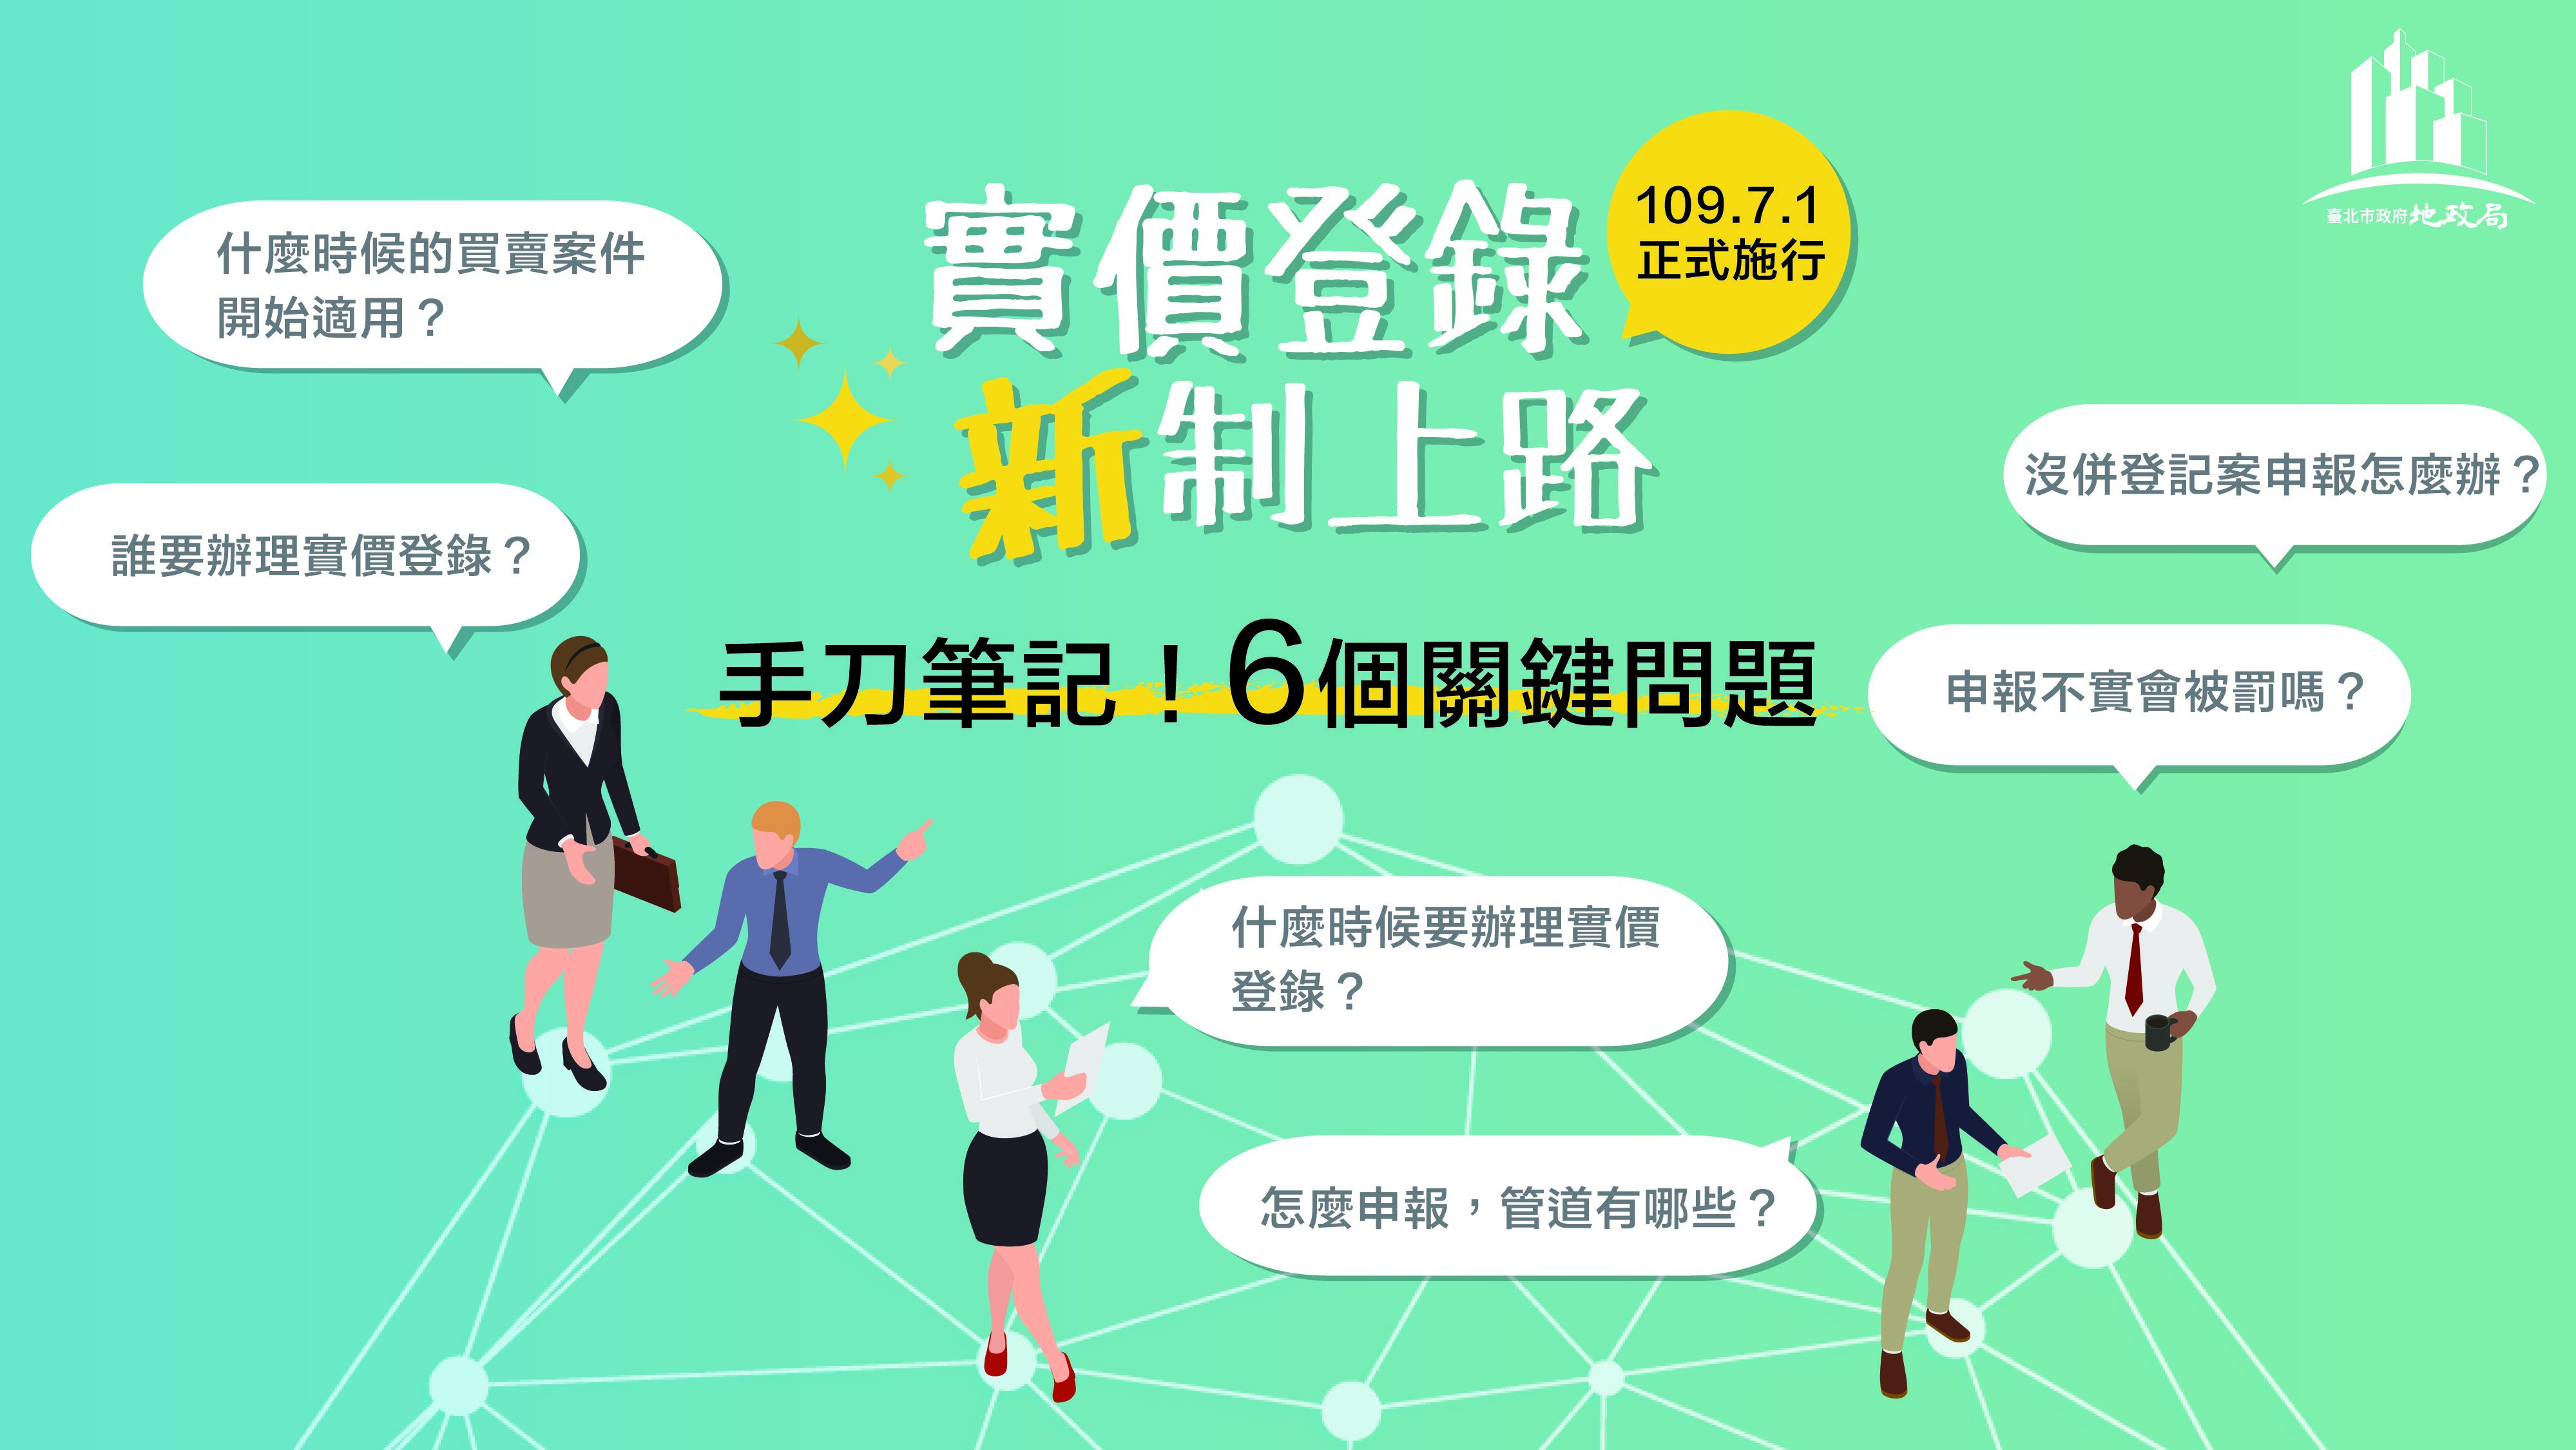 臺北市政府地政局
109.7.1
正式施行
實價登錄
新制上路
什麼時候的買賣案件
開始適用？
誰要辦理實價登錄？
沒併登記案申報怎麼辦？
手刀筆記！6個關鍵問題
申報不實會被罰嗎？
什麼時候要辦理實價
登錄？
怎麼申報，管道有哪些？